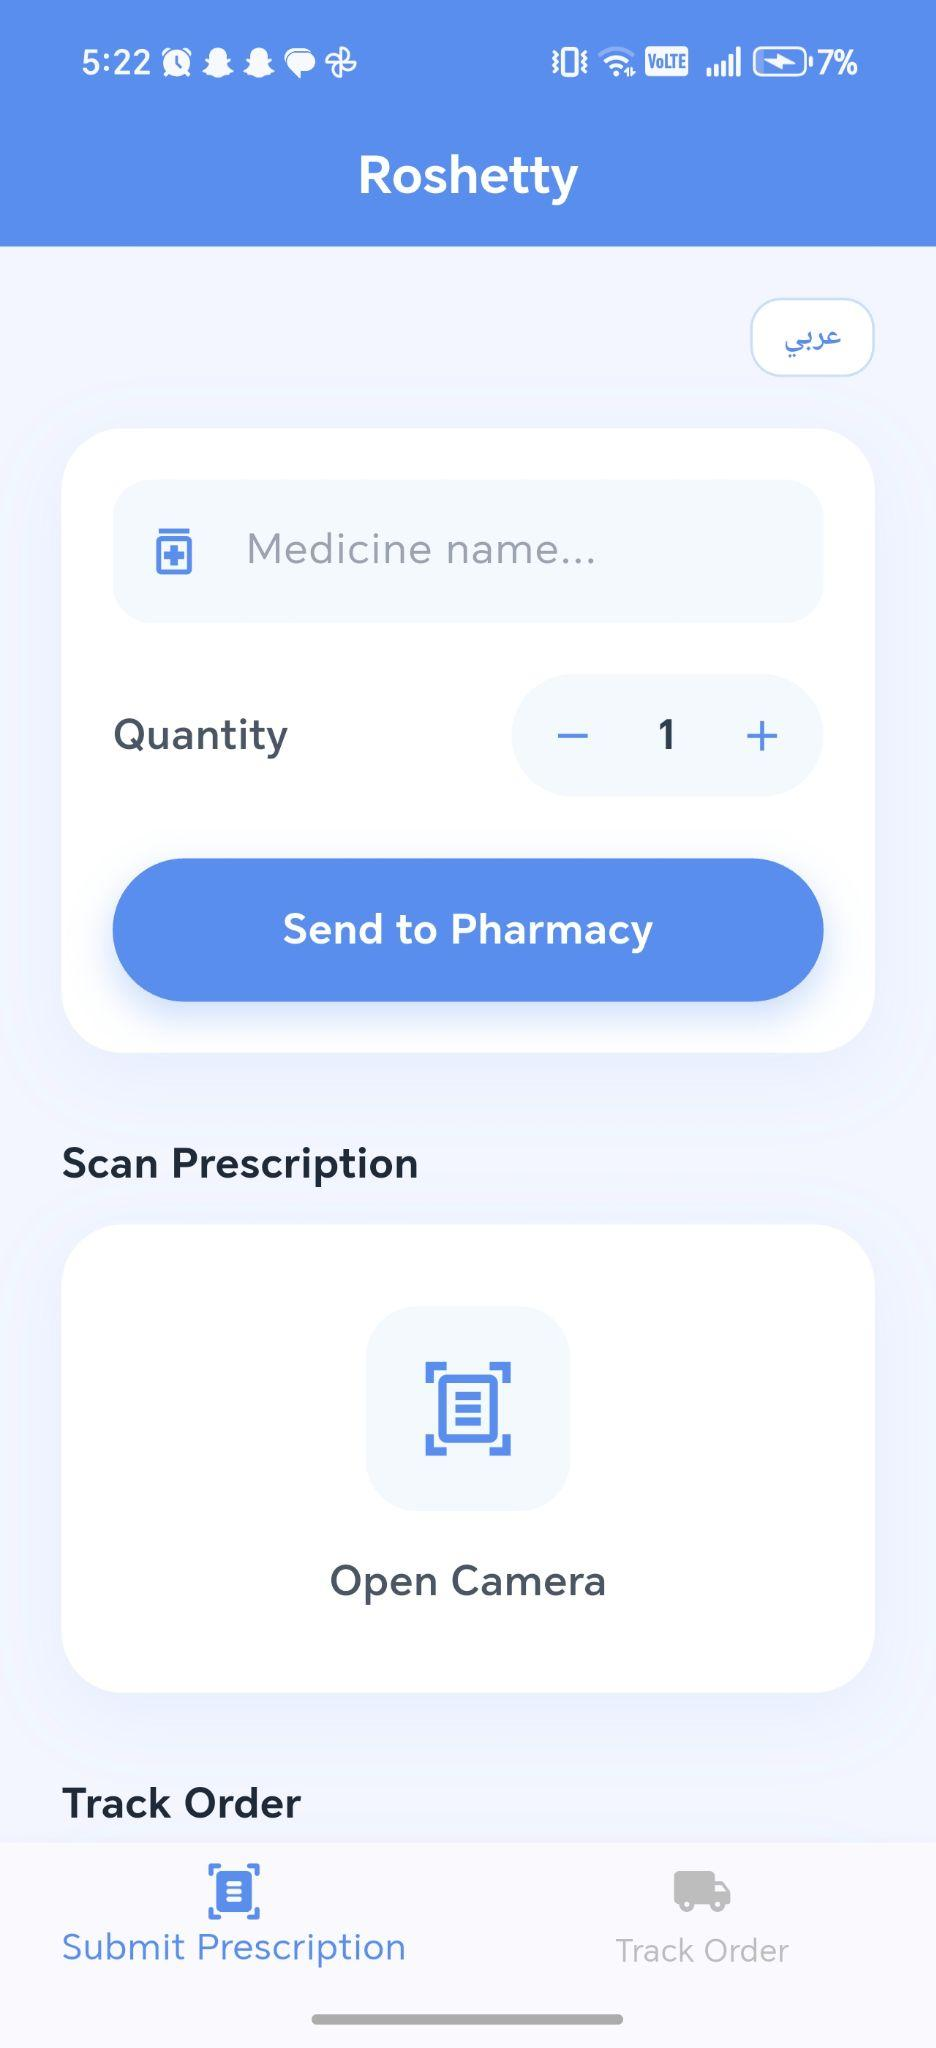 5:22 VoLTE 7%
Roshetty
عربي
Medicine name...
Quantity − 1 +
Send to Pharmacy
Scan Prescription
Open Camera
Track Order
Submit Prescription
Track Order